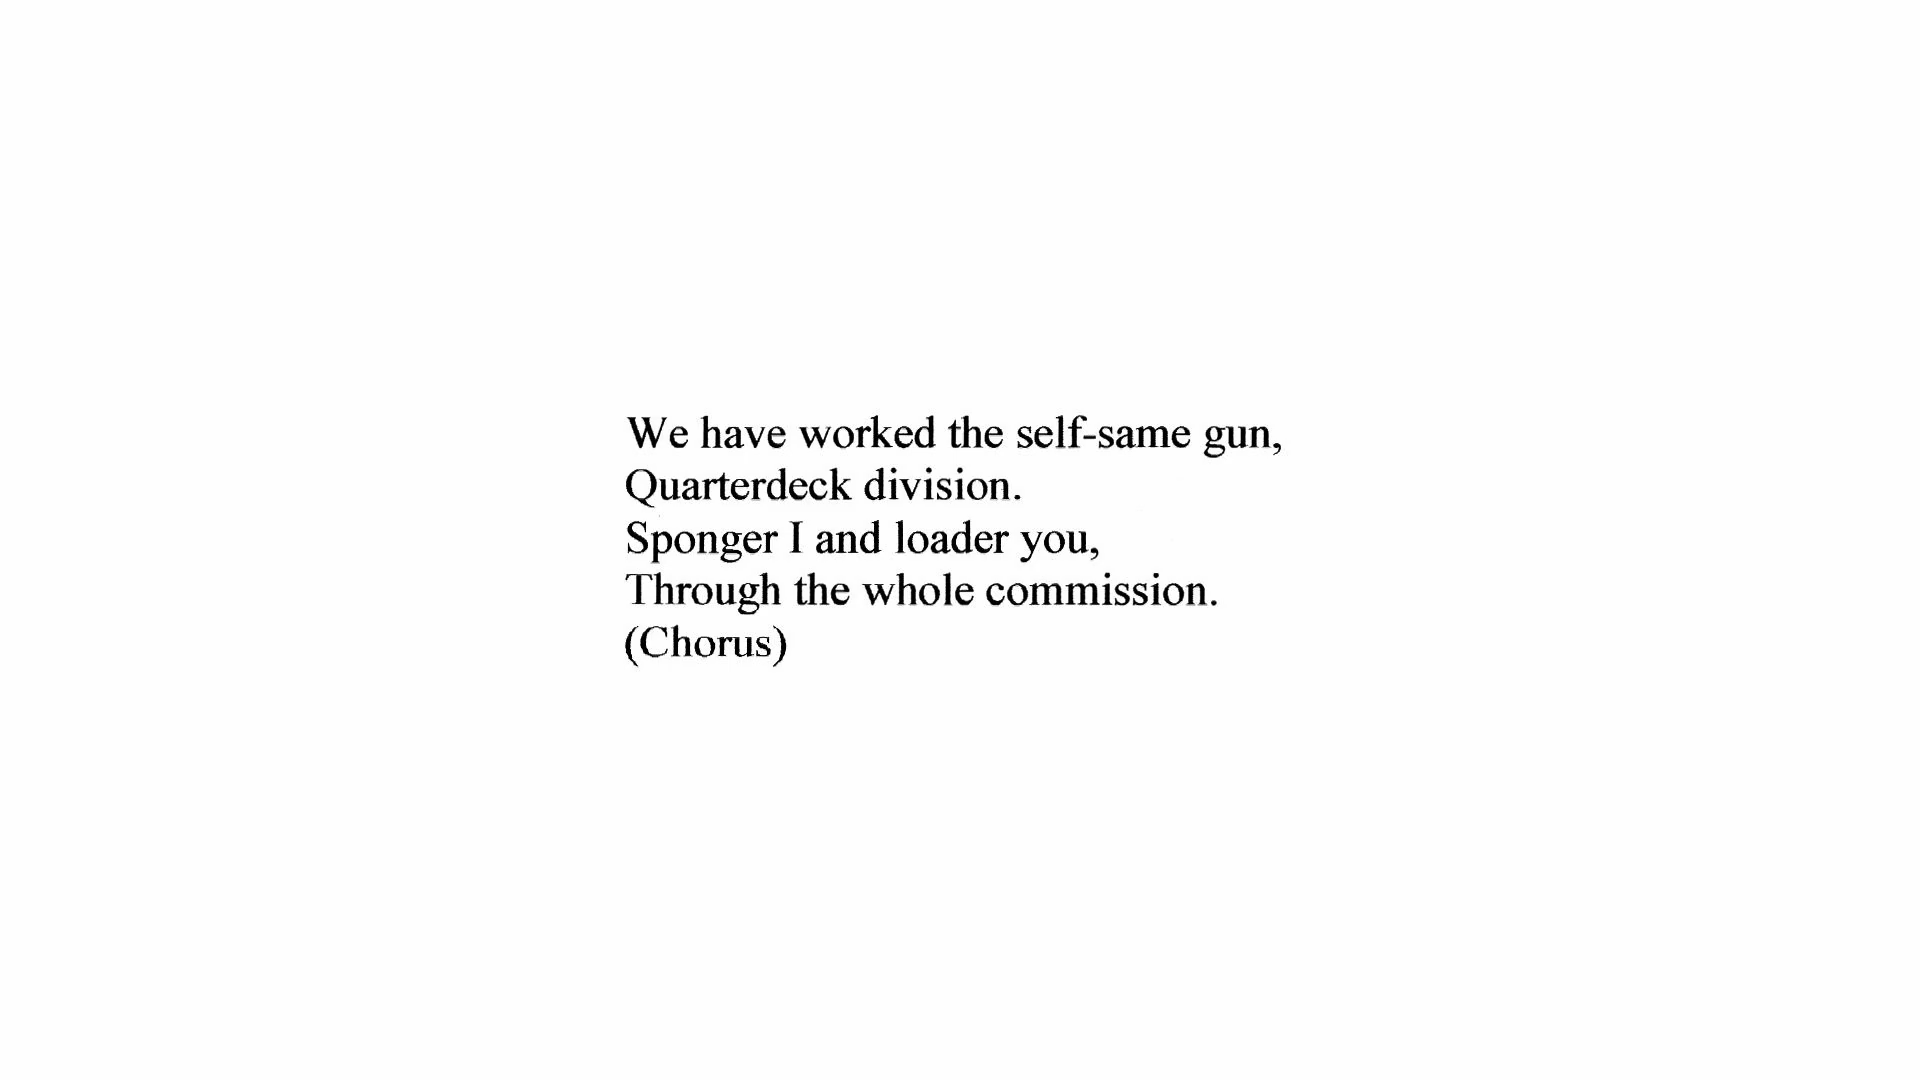 We have worked the self-same gun,
Quarterdeck division.
Sponger I and loader you,
Through the whole commission.
(Chorus)